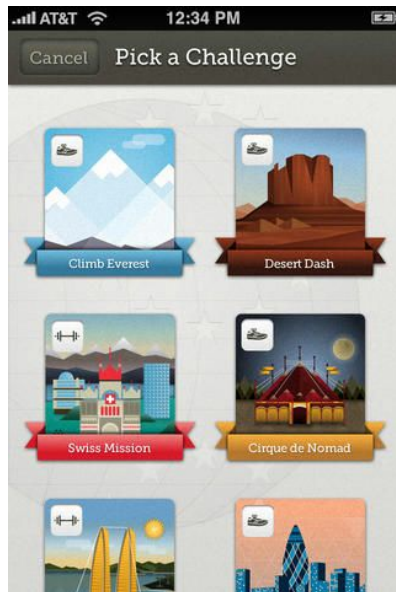 AT&T 12:34 PM
Cancel Pick a Challenge
Climb Everest Desert Dash
Swiss Mission Cirque de Nomad